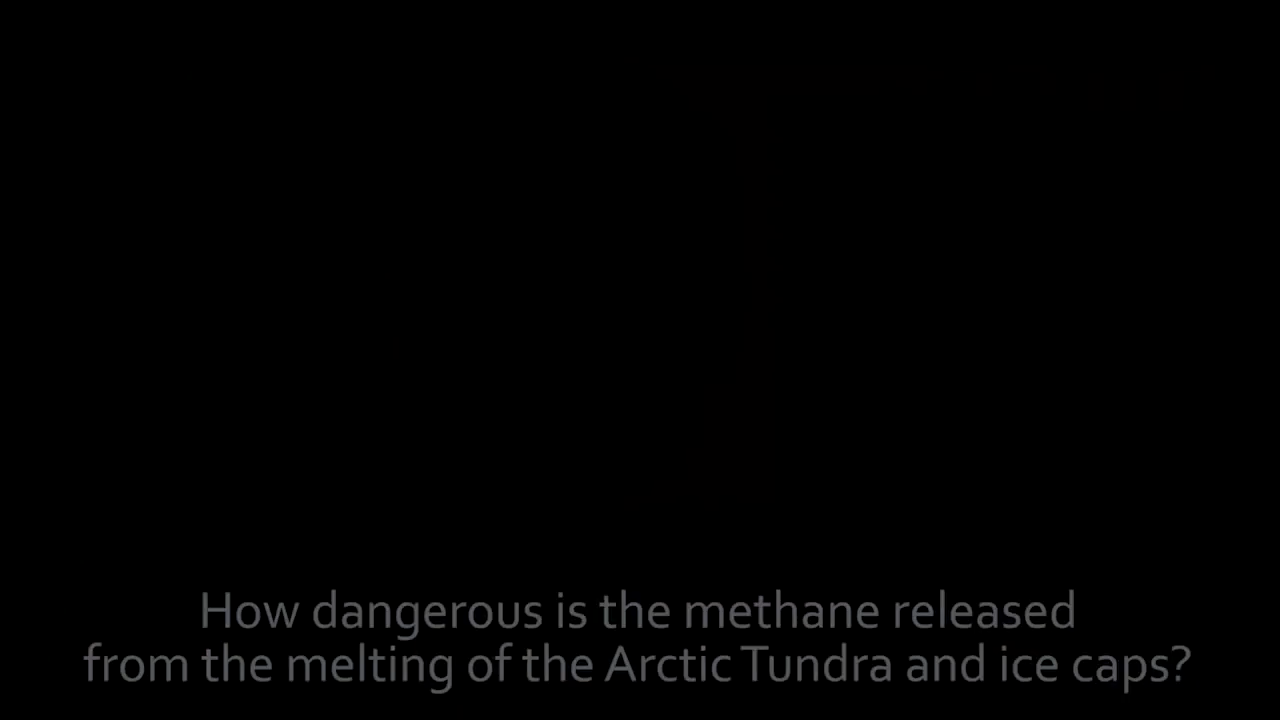 How dangerous is the methane released
from the melting of the Arctic Tundra and ice caps?